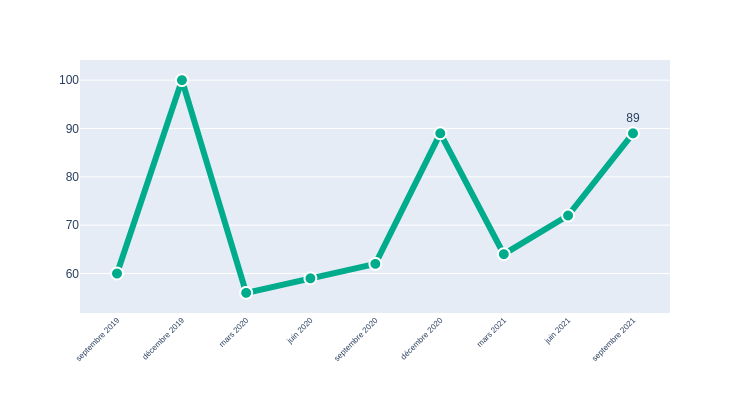 100
90
80
70
60
89
septembre 2019
décembre 2019
mars 2020
juin 2020
septembre 2020
décembre 2020
mars 2021
juin 2021
septembre 2021